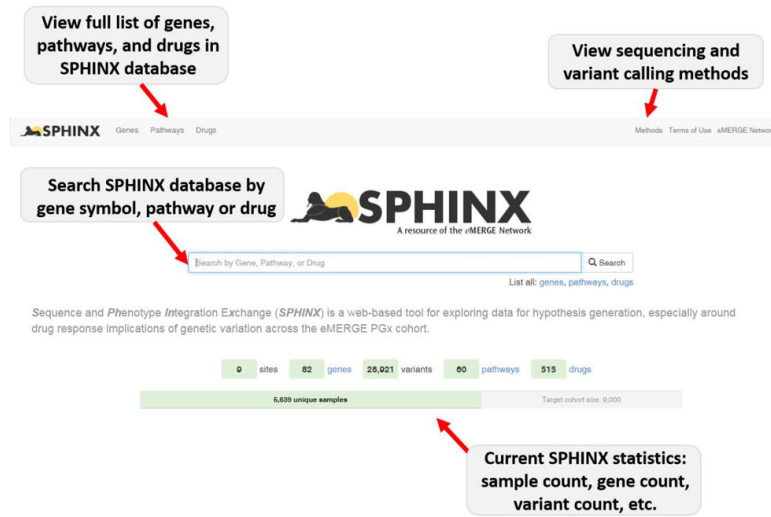 View full list of genes,
pathways, and drugs in
SPHINX database
View sequencing and
variant calling methods
SPHINX Genes Pathways Drugs Methods Terms of Use eMERGE Networ
Search SPHINX database by
gene symbol, pathway or drug
SPHINX
A resource of the eMERGE Network
Search by Gene, Pathway, or Drug Search
List all: genes, pathways, drugs
Sequence and Phenotype Integration Exchange (SPHINX) is a web-based tool for exploring data for hypothesis generation, especially around
drug response implications of genetic variation across the eMERGE PGx cohort.
9 sites 82 genes 28,921 variants 60 pathways 515 drugs
5,639 unique samples Target cohort size: 9,000
Current SPHINX statistics:
sample count, gene count,
variant count, etc.